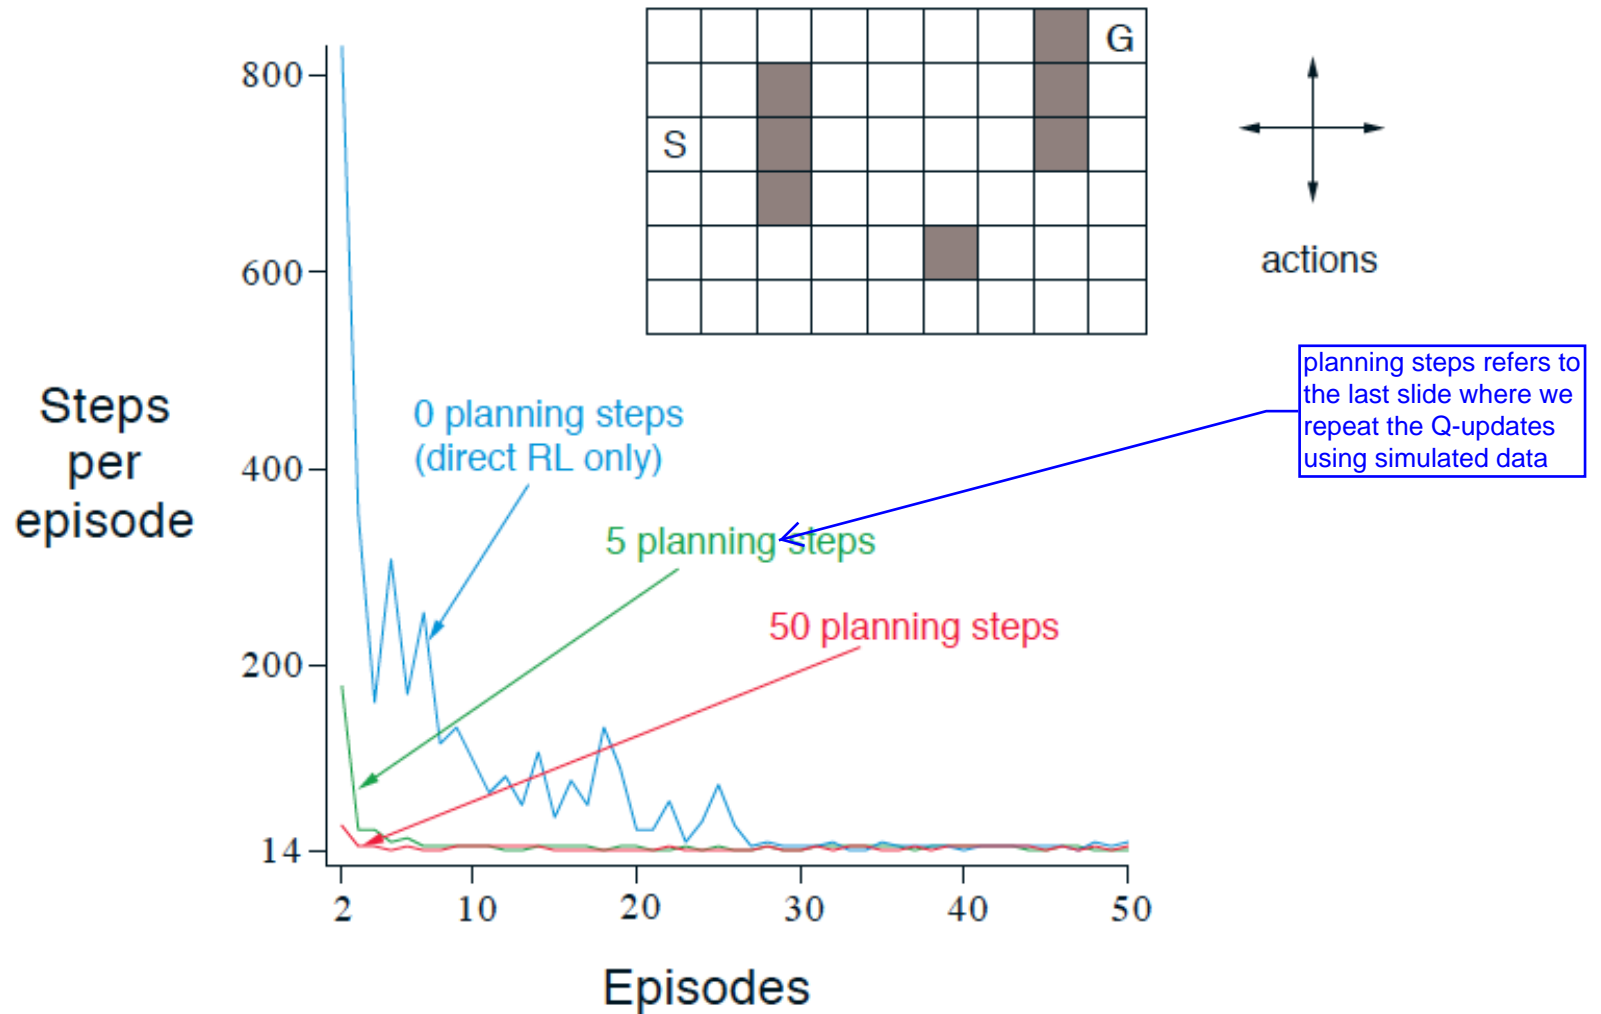 800
600
400
200
14
Steps
per
episode
G
S
actions
planning steps refers to
the last slide where we
repeat the Q-updates
using simulated data
0 planning steps
(direct RL only)
5 planning steps
50 planning steps
2 10 20 30 40 50
Episodes